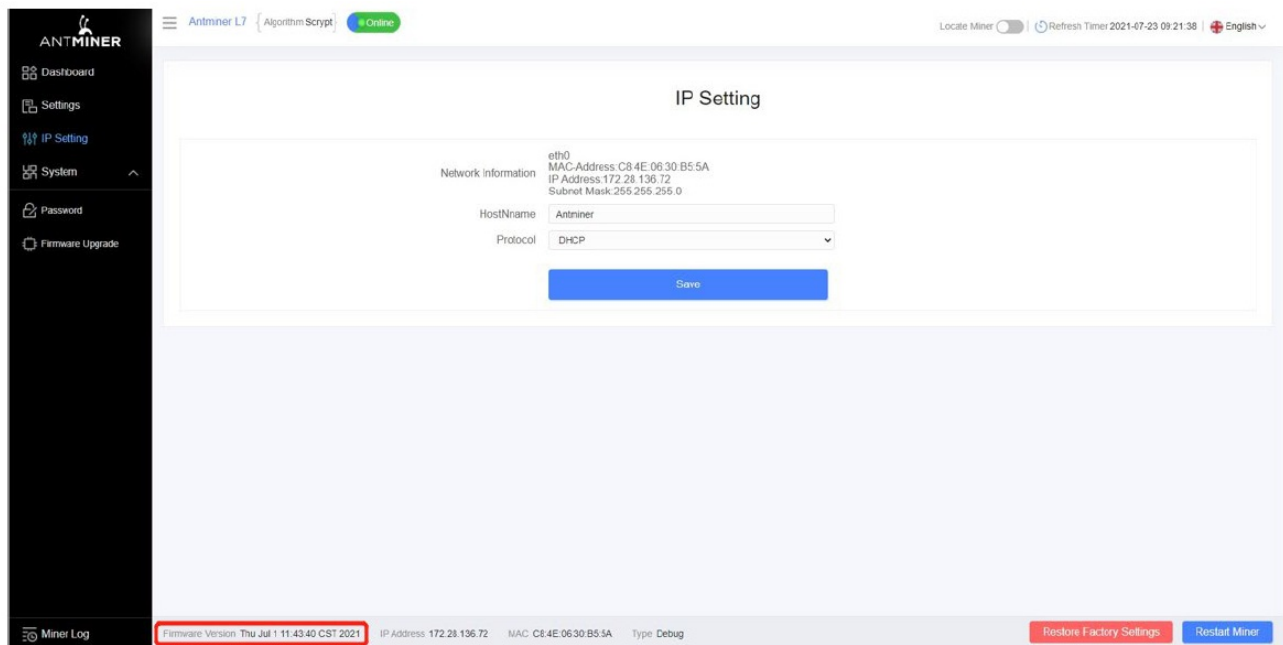 ANTMINER
Antminer L7 {Algorithm Scrypt} Online
Locate Miner Refresh Timer 2021-07-23 09:21:38 English
Dashboard
Settings
IP Setting
System
Password
Firmware Upgrade
IP Setting
Network Information
eth0
MAC-Address:C8:4E:06:30:B5:5A
IP Address:172.28.136.72
Subnet Mask:255.255.255.0
HostNname Antminer
Protocol DHCP
Save
Miner Log
Firmware Version Thu Jul 1 11:43:40 CST 2021 IP Address 172.28.136.72 MAC C8:4E:06:30:B5:5A Type Debug
Restore Factory Settings Restart Miner